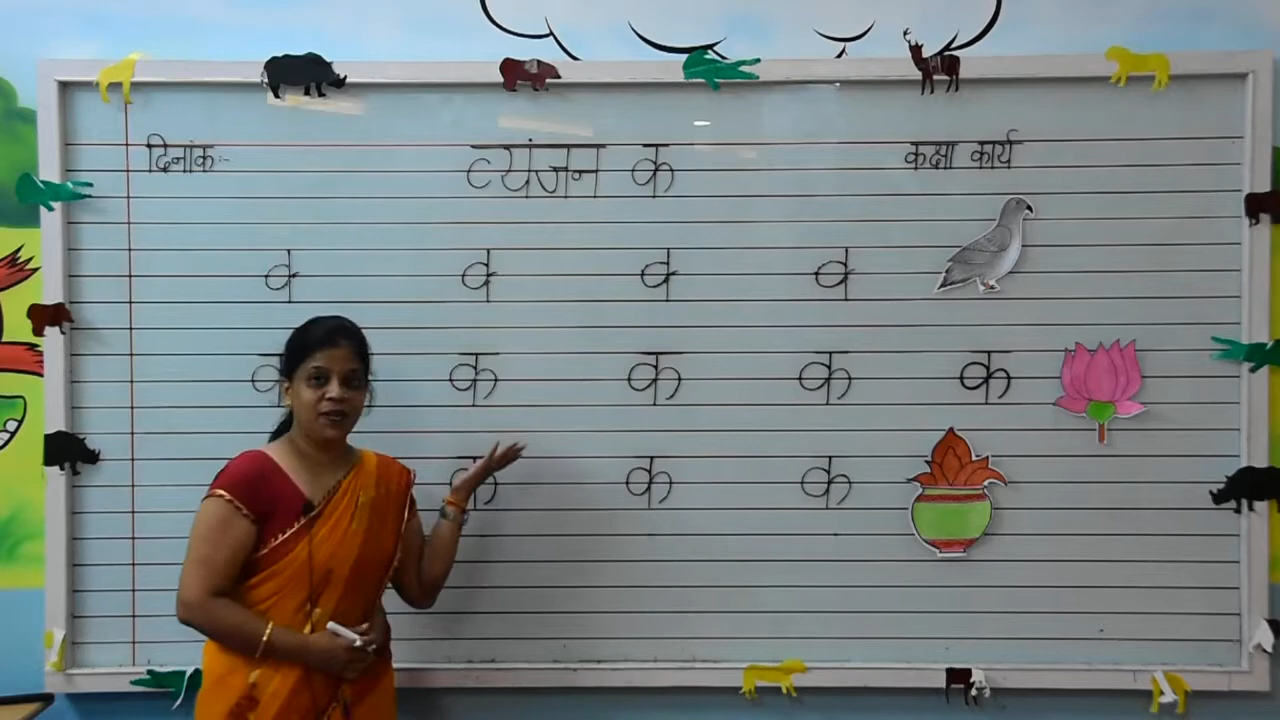 दिनांक:- व्यंजन क कक्षा कार्य
क क क क
क क क